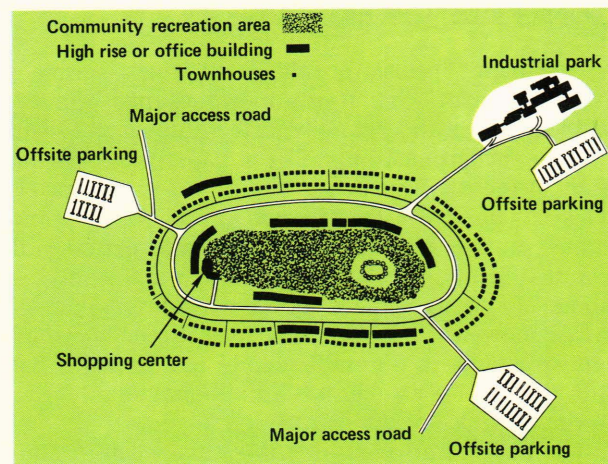 Community recreation area
High rise or office building
Townhouses
Industrial park
Major access road
Offsite parking
Offsite parking
Shopping center
Major access road
Offsite parking